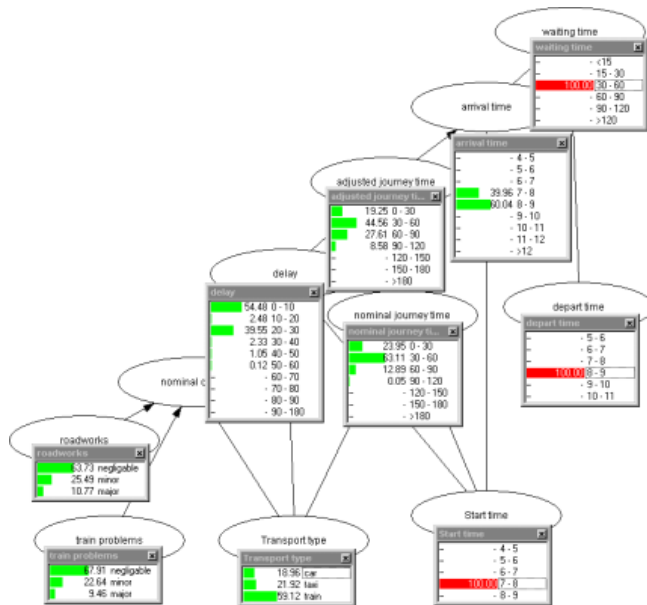 waiting time
waiting time
- <15
- 15 - 30
100.00 30 - 60
- 60 - 90
- 90 - 120
- >120
arrival time
arrival time
- 4 - 5
- 5 - 6
- 6 - 7
39.96 7 - 8
60.04 8 - 9
- 9 - 10
- 10 - 11
- 11 - 12
- >12
adjusted journey time
adjusted journey ti...
19.25 0 - 30
44.56 30 - 60
27.61 60 - 90
8.58 90 - 120
- 120 - 150
- 150 - 180
- >180
delay
delay
54.48 0 - 10
2.48 10 - 20
39.55 20 - 30
2.33 30 - 40
1.05 40 - 50
0.12 50 - 60
- 60 - 70
- 70 - 80
- 80 - 90
- 90 - 180
nominal journey time
nominal journey ti...
23.95 0 - 30
63.11 30 - 60
12.89 60 - 90
0.05 90 - 120
- 120 - 150
- 150 - 180
- >180
depart time
depart time
- 5 - 6
- 6 - 7
- 7 - 8
100.00 8 - 9
- 9 - 10
- 10 - 11
nominal
roadworks
roadworks
63.73 negligable
25.49 minor
10.77 major
train problems
train problems
67.91 negligable
22.64 minor
9.46 major
Transport type
Transport type
18.96 car
21.92 taxi
59.12 train
Start time
Start time
- 4 - 5
- 5 - 6
- 6 - 7
100.00 7 - 8
- 8 - 9